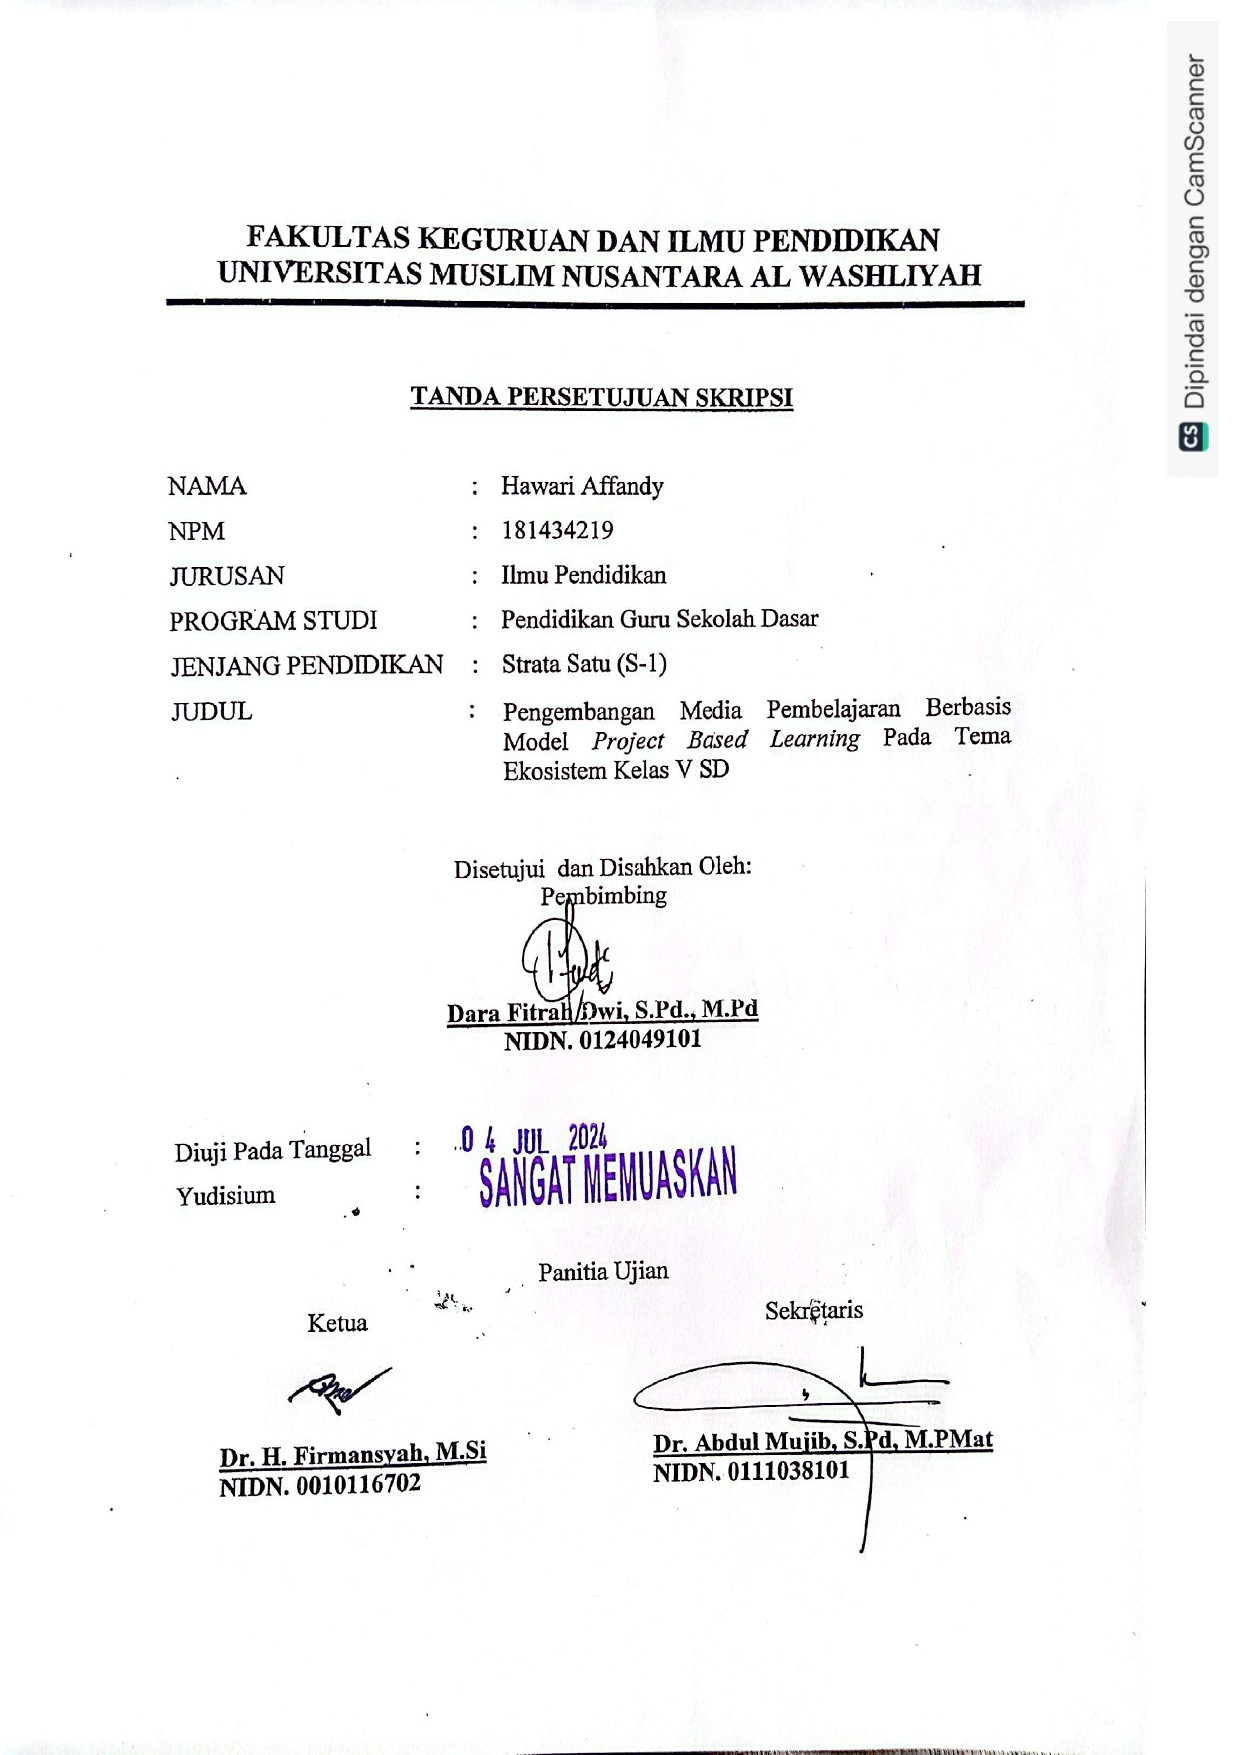 FAKULTAS KEGURUAN DAN ILMU PENDIDIKAN
UNIVERSITAS MUSLIM NUSANTARA AL WASHLIYAH
TANDA PERSETUJUAN SKRIPSI
NAMA : Hawari Affandy
NPM : 181434219
JURUSAN : Ilmu Pendidikan
PROGRAM STUDI : Pendidikan Guru Sekolah Dasar
JENJANG PENDIDIKAN : Strata Satu (S-1)
JUDUL : Pengembangan Media Pembelajaran Berbasis
Model Project Based Learning Pada Tema
Ekosistem Kelas V SD
Disetujui dan Disahkan Oleh:
Pembimbing
Dara Fitrah Dwi, S.Pd., M.Pd
NIDN. 0124049101
Diuji Pada Tanggal : 04 JUL 2024
Yudisium : SANGAT MEMUASKAN
Panitia Ujian
Ketua
Sekretaris
Dr. H. Firmansyah, M.Si
NIDN. 0010116702
Dr. Abdul Mujib, S.Pd, M.PMat
NIDN. 0111038101
CS Dipindai dengan CamScanner